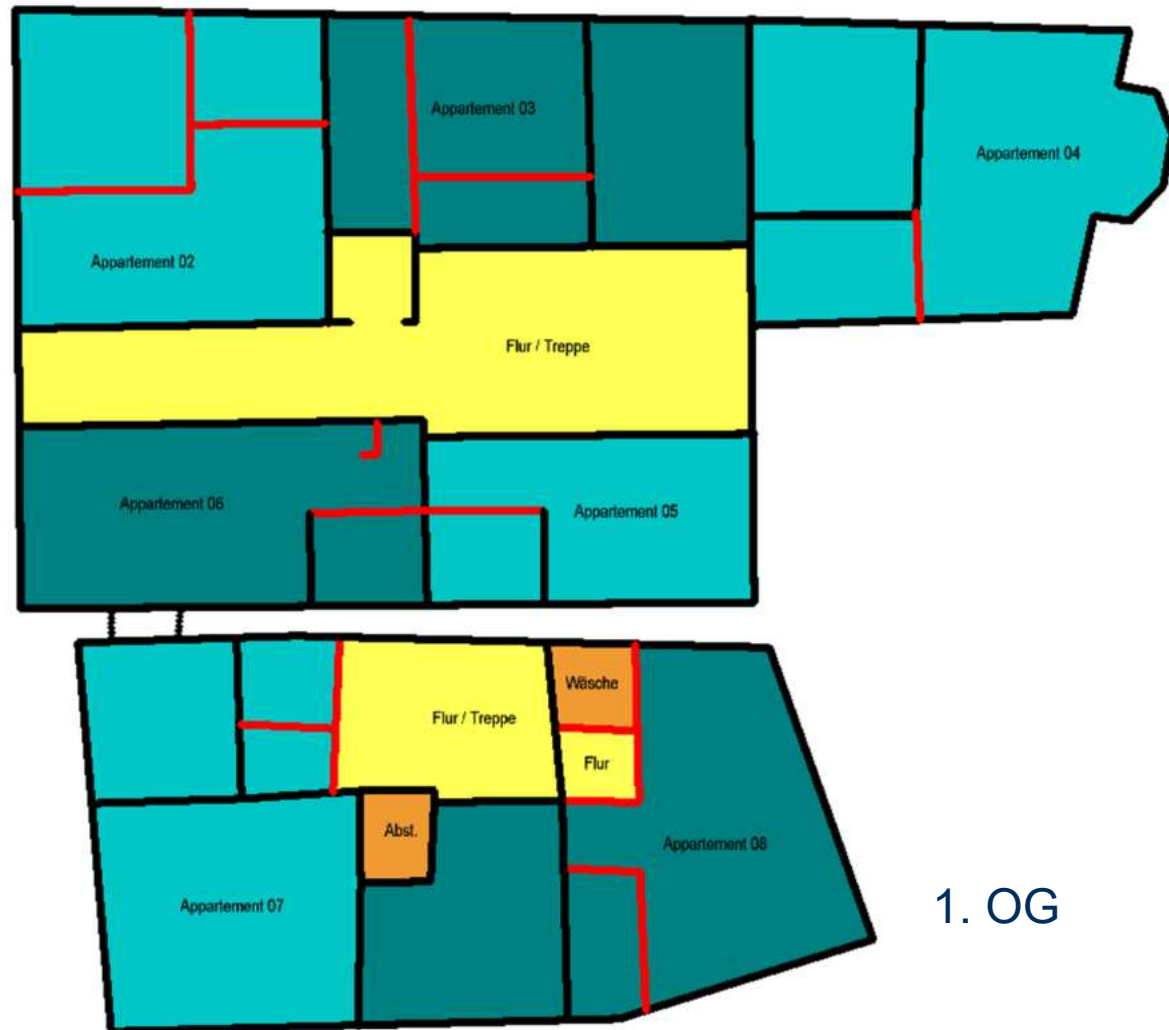 Appartement 03
Appartement 04
Appartement 02
Flur / Treppe
Appartement 06
Appartement 05
Wäsche
Flur / Treppe
Flur
Abst.
Appartement 08
Appartement 07
1. OG